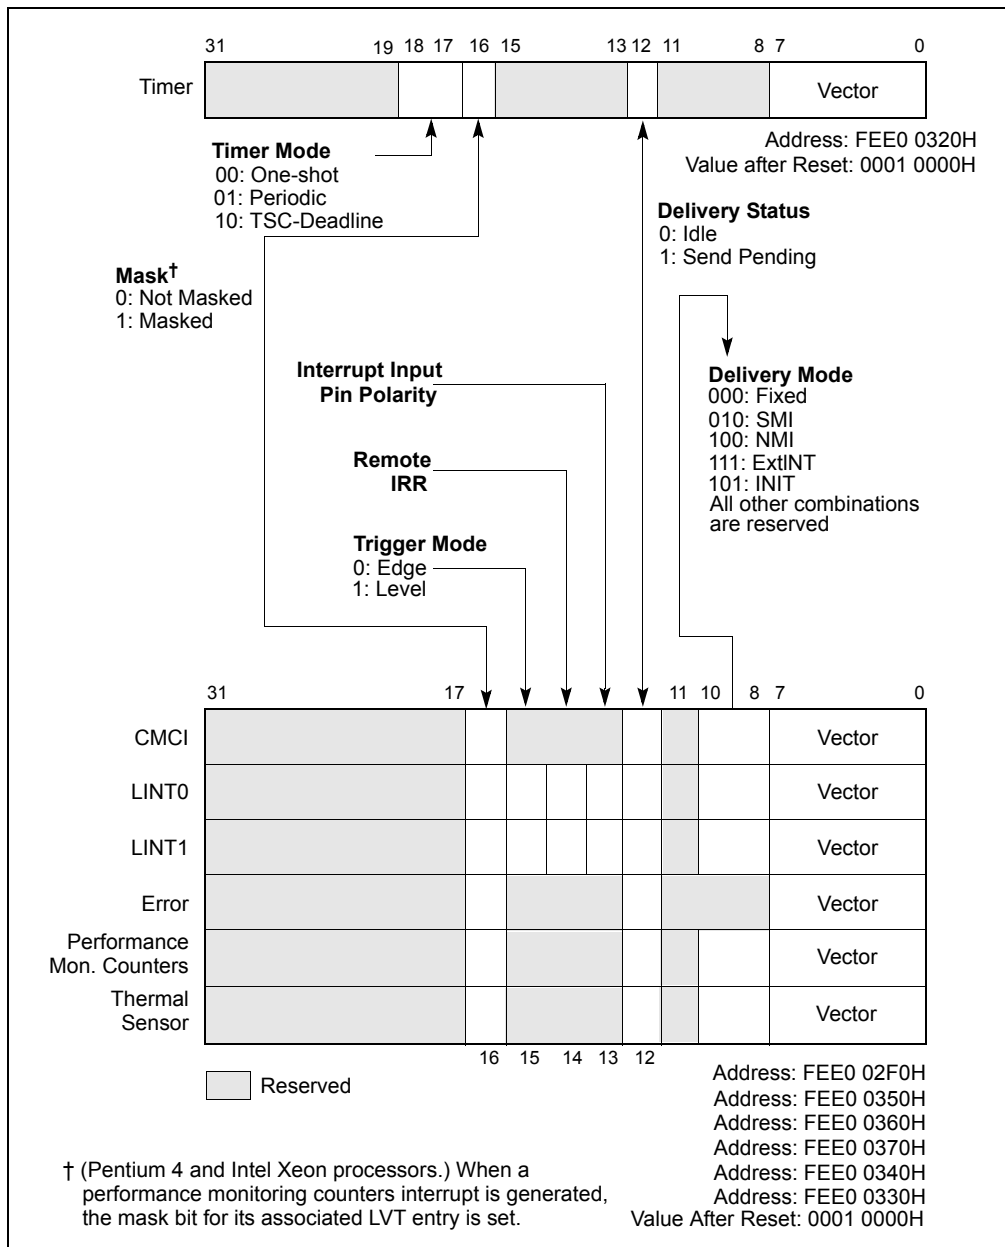 31 19 18 17 16 15 13 12 11 8 7 0
Timer Vector
Address: FEE0 0320H
Value after Reset: 0001 0000H
Timer Mode
00: One-shot
01: Periodic
10: TSC-Deadline
Delivery Status
0: Idle
1: Send Pending
Mask†
0: Not Masked
1: Masked
Interrupt Input
Pin Polarity
Delivery Mode
000: Fixed
010: SMI
100: NMI
111: ExtlNT
101: INIT
All other combinations
are reserved
Remote
IRR
Trigger Mode
0: Edge
1: Level
31 17 11 10 8 7 0
CMCI Vector
LINT0 Vector
LINT1 Vector
Error Vector
Performance
Mon. Counters Vector
Thermal
Sensor Vector
16 15 14 13 12
Reserved
Address: FEE0 02F0H
Address: FEE0 0350H
Address: FEE0 0360H
Address: FEE0 0370H
Address: FEE0 0340H
Address: FEE0 0330H
Value After Reset: 0001 0000H
† (Pentium 4 and Intel Xeon processors.) When a
performance monitoring counters interrupt is generated,
the mask bit for its associated LVT entry is set.